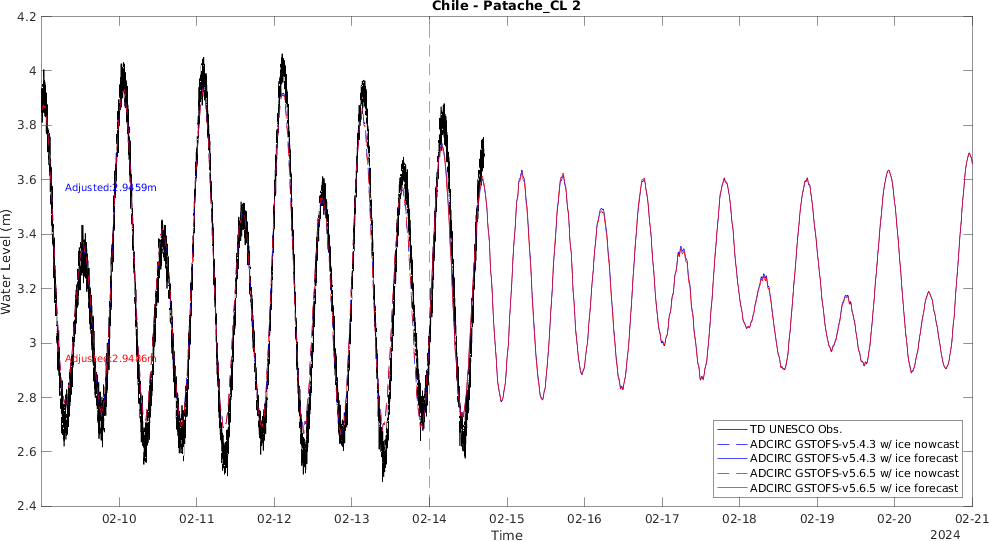 Chile - Patache_CL 2
4.2
4
3.8
3.6
3.4
3.2
3
2.8
2.6
2.4
Water Level (m)
Adjusted:2.9459m
Adjusted:2.9486m
TD UNESCO Obs.
ADCIRC GSTOFS-v5.4.3 w/ ice nowcast
ADCIRC GSTOFS-v5.4.3 w/ ice forecast
ADCIRC GSTOFS-v5.6.5 w/ ice nowcast
ADCIRC GSTOFS-v5.6.5 w/ ice forecast
02-10 02-11 02-12 02-13 02-14 02-15 02-16 02-17 02-18 02-19 02-20 02-21
Time
2024